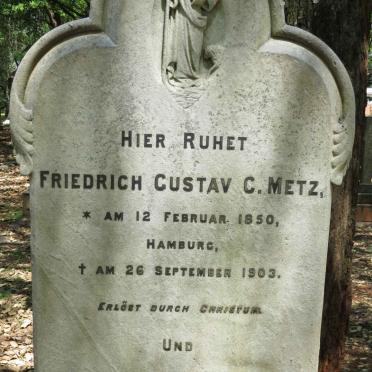 HIER RUHET
FRIEDRICH GUSTAV C. METZ,
* AM 12 FEBRUAR 1850,
HAMBURG,
† AM 26 SEPTEMBER 1903.
ERLÖST DURCH CHRISTUM.
UND